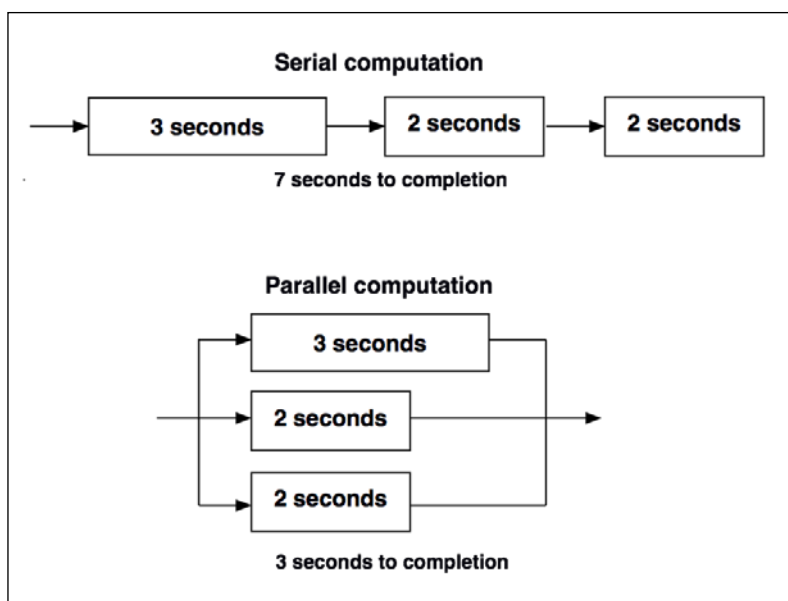 Serial computation
3 seconds
2 seconds
2 seconds
7 seconds to completion
Parallel computation
3 seconds
2 seconds
2 seconds
3 seconds to completion